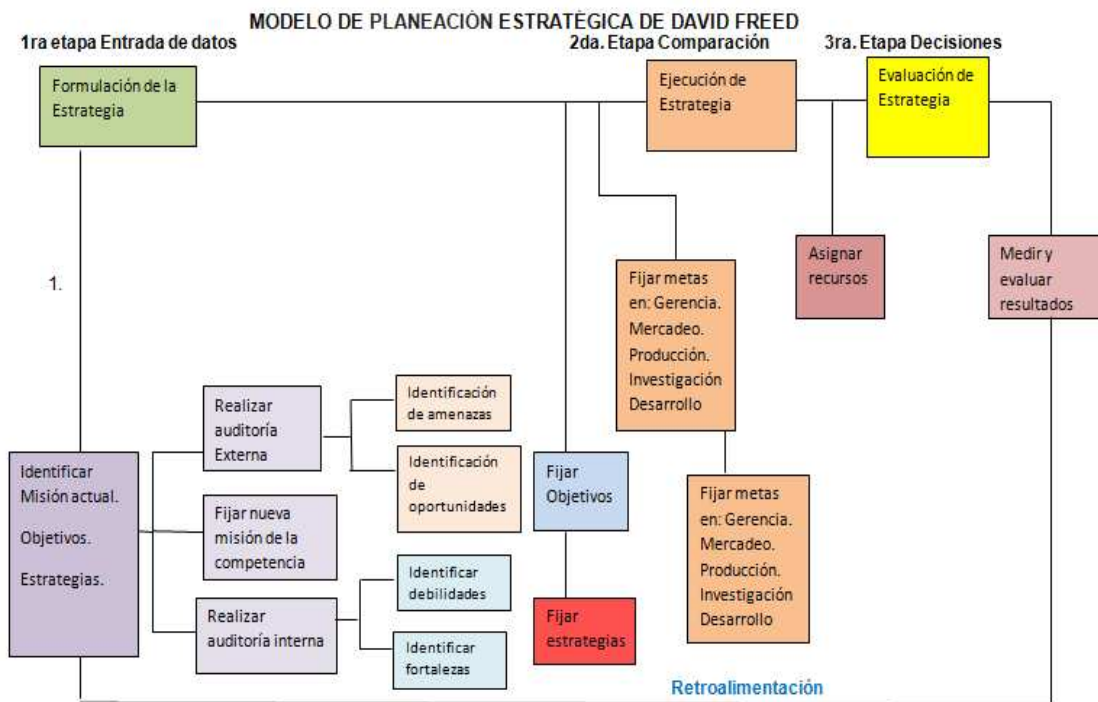 MODELO DE PLANEACIÓN ESTRATÉGICA DE DAVID FREED
1ra etapa Entrada de datos
2da. Etapa Comparación
3ra. Etapa Decisiones
Formulación de la
Estrategia
Ejecución de
Estrategia
Evaluación de
Estrategia
1.
Asignar
recursos
Medir y
evaluar
resultados
Fijar metas
en: Gerencia.
Mercadeo.
Producción.
Investigación
Desarrollo
Identificar
Misión actual.
Objetivos.
Estrategias.
Realizar
auditoría
Externa
Identificación
de amenazas
Identificación
de
oportunidades
Fijar nueva
misión de la
competencia
Realizar
auditoría interna
Identificar
debilidades
Identificar
fortalezas
Fijar
Objetivos
Fijar
estrategias
Fijar metas
en: Gerencia.
Mercadeo.
Producción.
Investigación
Desarrollo
Retroalimentación